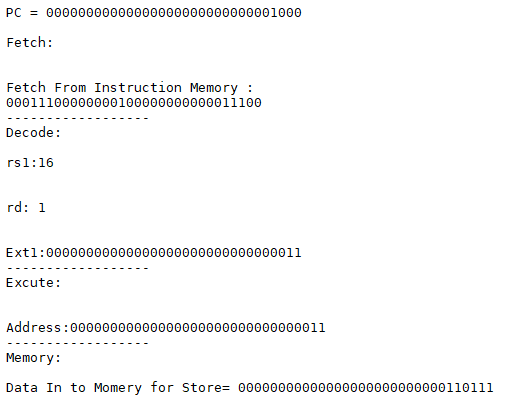 PC = 00000000000000000000000000001000
Fetch:
Fetch From Instruction Memory :
00011100000000100000000000011100
------------------
Decode:
rs1:16
rd: 1
Ext1:00000000000000000000000000000011
------------------
Excute:
Address:00000000000000000000000000000011
------------------
Memory:
Data In to Momery for Store= 00000000000000000000000000110111